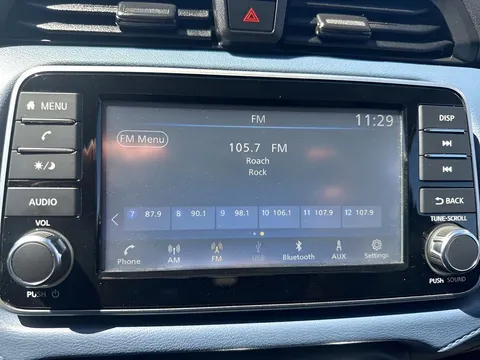 MENU
AUDIO
VOL
PUSH
FM
11:29
FM Menu
105.7 FM
Roach
Rock
7 87.9 8 90.1 9 98.1 10 106.1 11 107.9 12 107.9
Phone AM FM USB Bluetooth AUX Settings
DISP
BACK
TUNE·SCROLL
PUSH SOUND